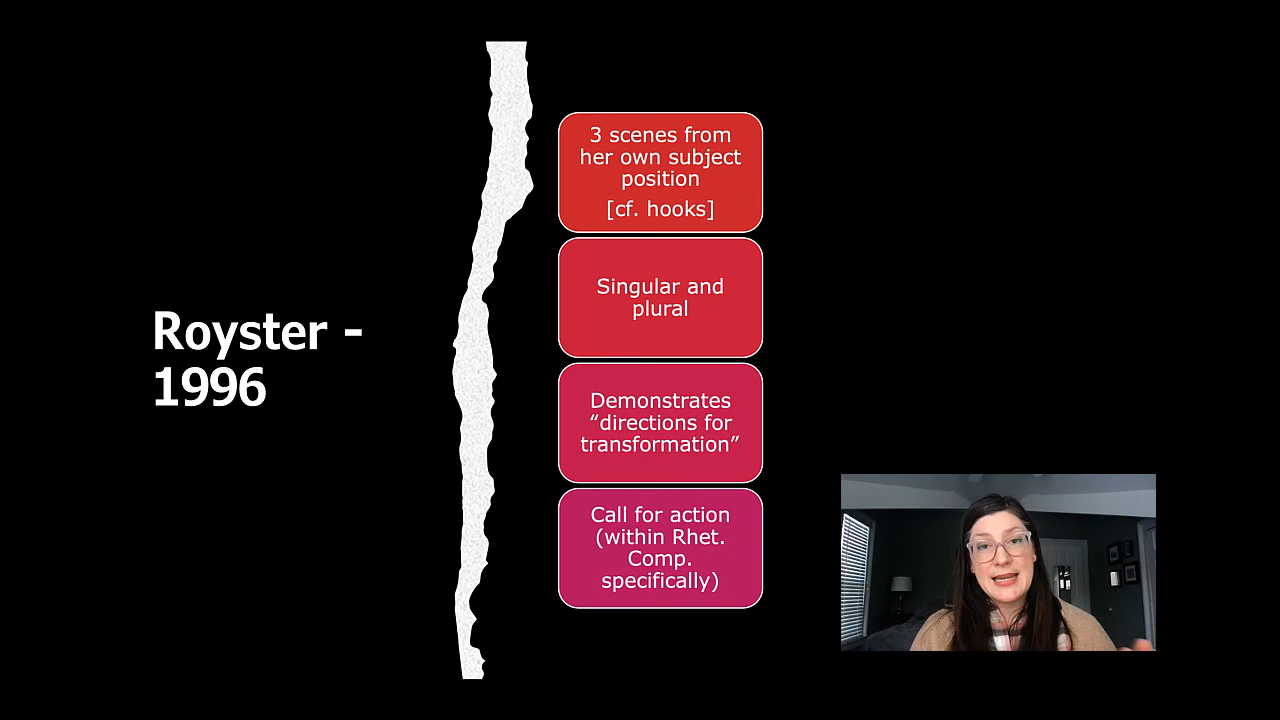 Royster -
1996
3 scenes from
her own subject
position
[cf. hooks]
Singular and
plural
Demonstrates
“directions for
transformation”
Call for action
(within Rhet.
Comp.
specifically)